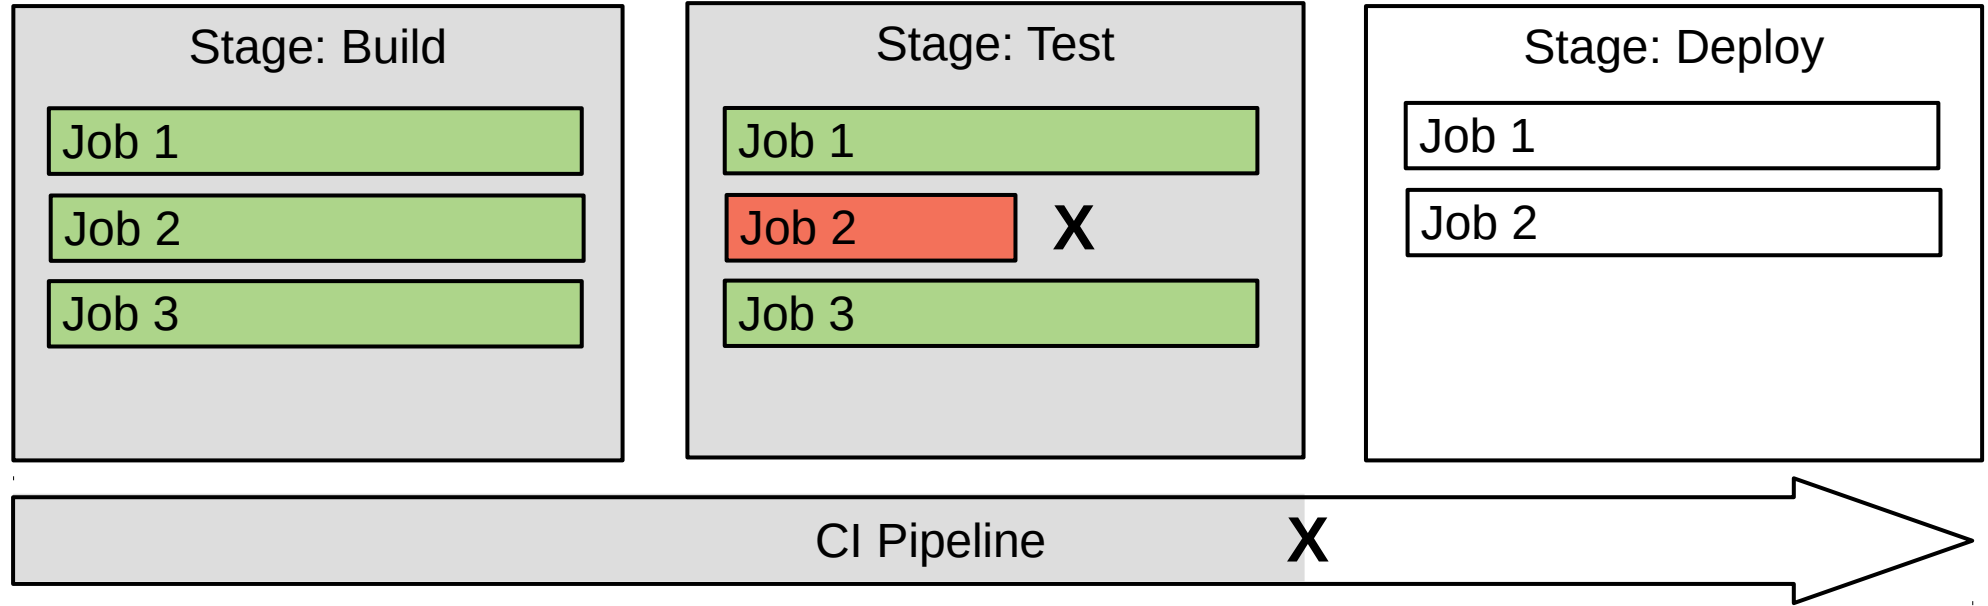 Stage: Build
Job 1
Job 2
Job 3
Stage: Test
Job 1
Job 2 X
Job 3
Stage: Deploy
Job 1
Job 2
CI Pipeline X